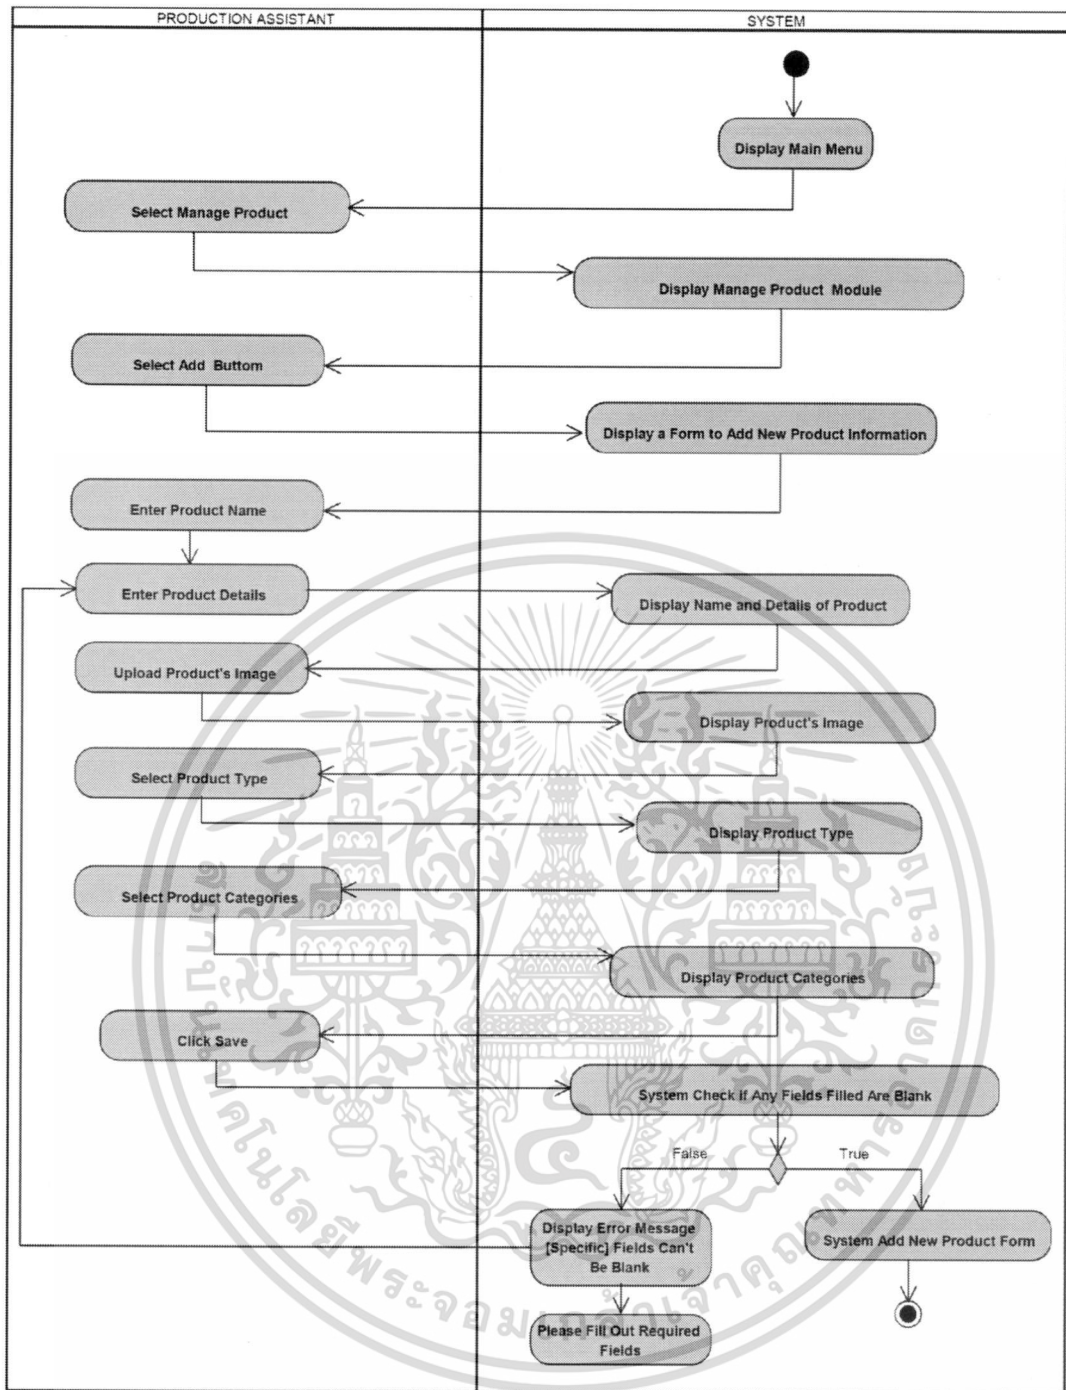 PRODUCTION ASSISTANT
SYSTEM
Display Main Menu
Select Manage Product
Display Manage Product Module
Select Add Buttom
Display a Form to Add New Product Information
Enter Product Name
Enter Product Details
Display Name and Details of Product
Upload Product's Image
Display Product's Image
Select Product Type
Display Product Type
Select Product Categories
Display Product Categories
Click Save
System Check if Any Fields Filled Are Blank
False
True
Display Error Message
[Specific] Fields Can't
Be Blank
System Add New Product Form
Please Fill Out Required
Fields